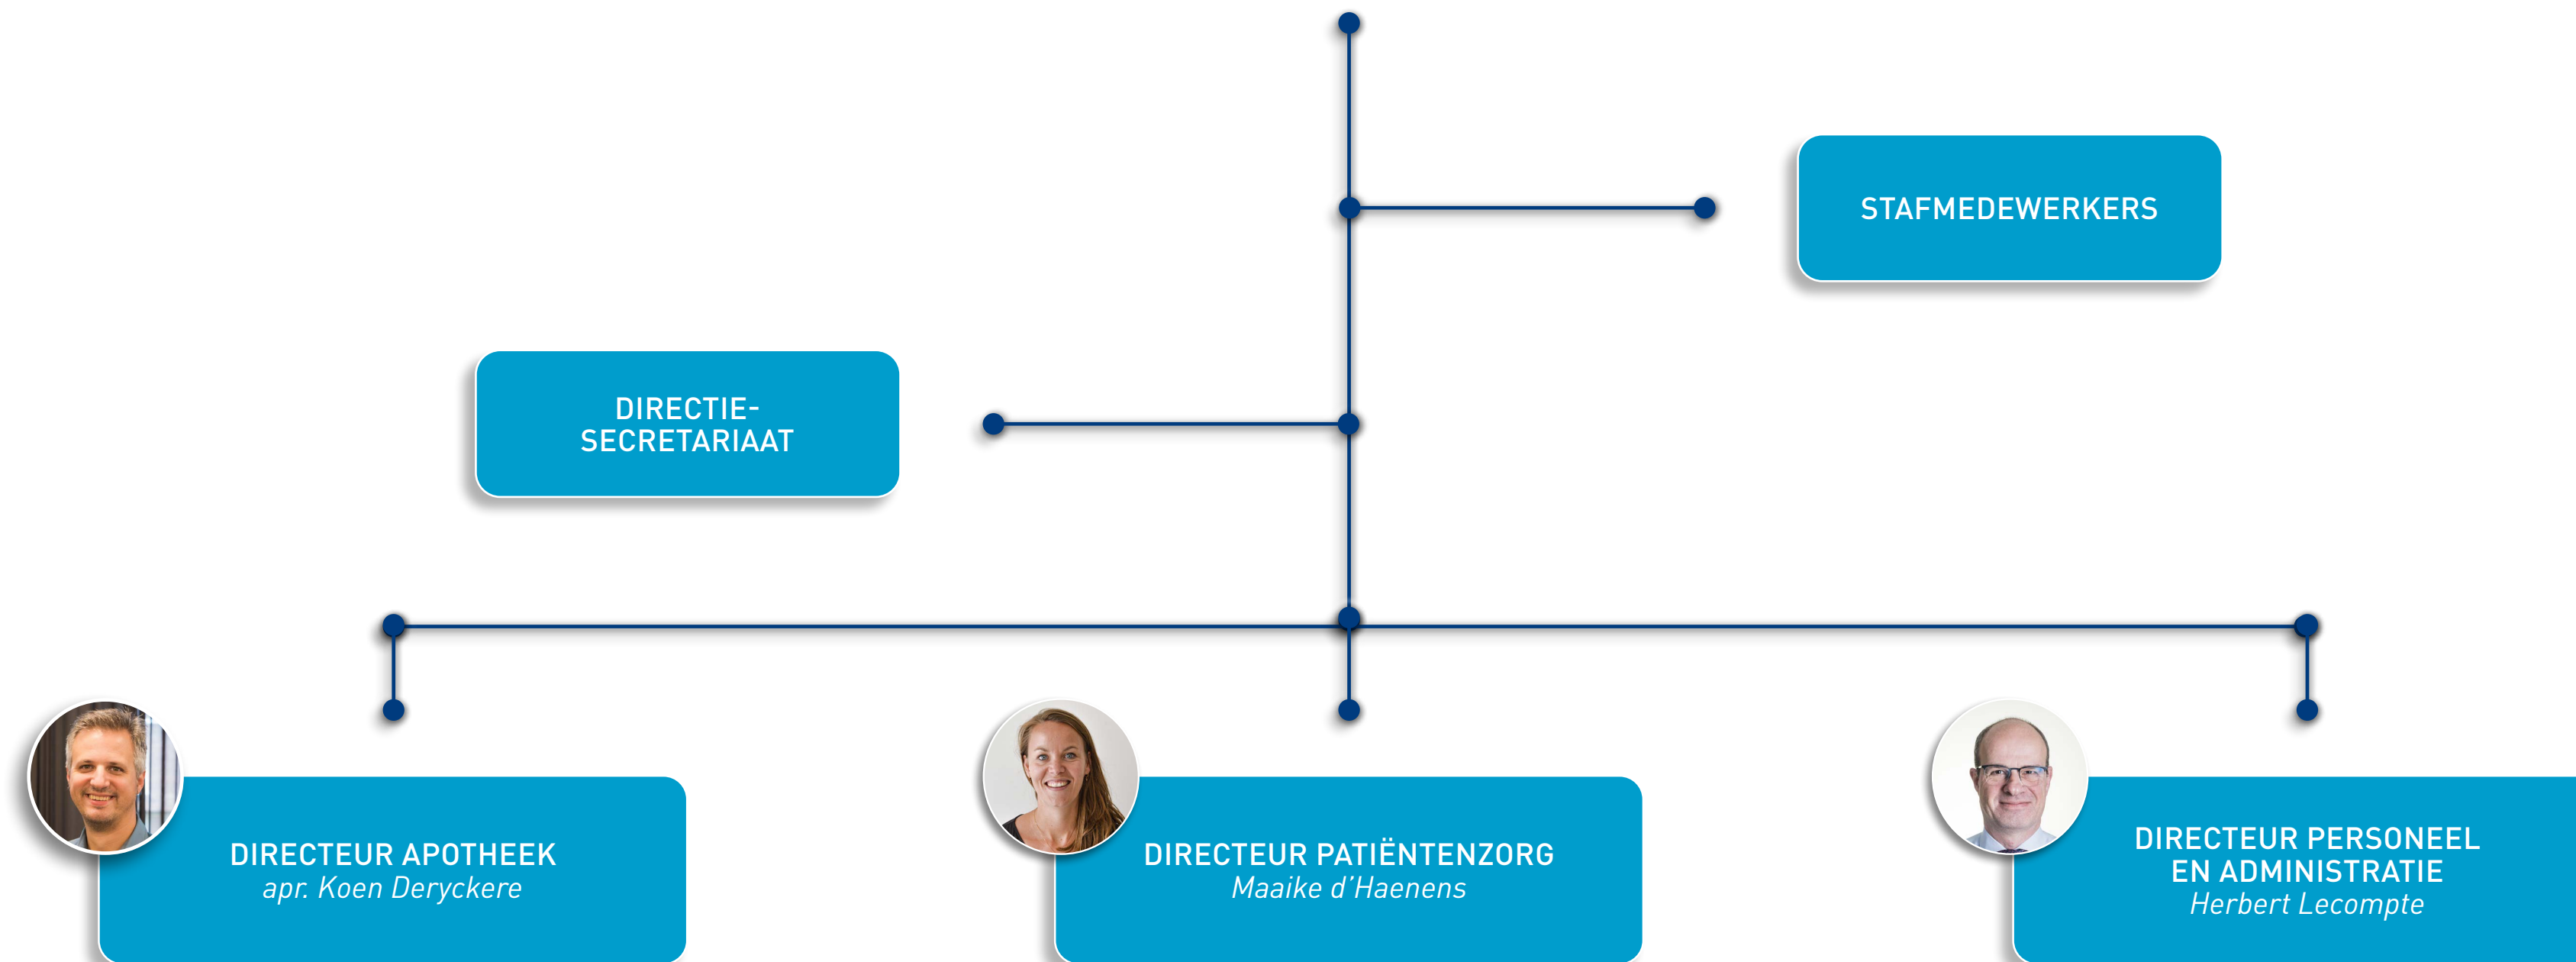 STAFMEDEWERKERS
DIRECTIE-
SECRETARIAAT
DIRECTEUR APOTHEEK
apr. Koen Deryckere
DIRECTEUR PATIËNTENZORG
Maaike d'Haenens
DIRECTEUR PERSONEEL
EN ADMINISTRATIE
Herbert Lecompte